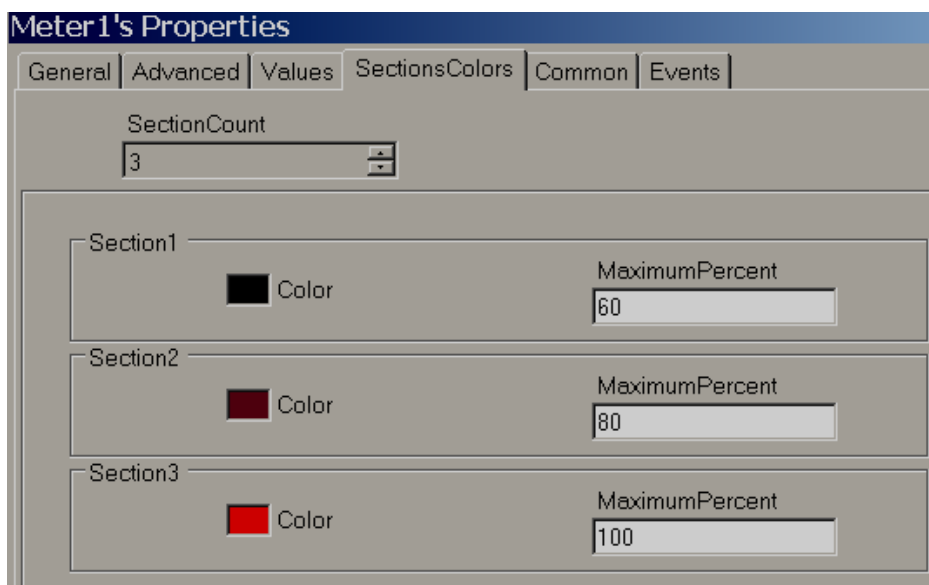 Meter1's Properties
General Advanced Values SectionsColors Common Events
SectionCount
3
Section1
Color
MaximumPercent
60
Section2
Color
MaximumPercent
80
Section3
Color
MaximumPercent
100